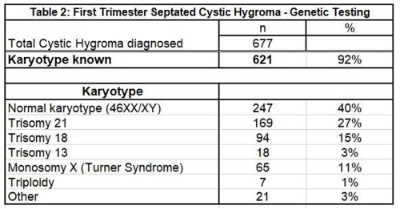 Table 2: First Trimester Septated Cystic Hygroma - Genetic Testing
n %
Total Cystic Hygroma diagnosed 677
Karyotype known 621 92%
Karyotype
Normal karyotype (46XX/XY) 247 40%
Trisomy 21 169 27%
Trisomy 18 94 15%
Trisomy 13 18 3%
Monosomy X (Turner Syndrome) 65 11%
Triploidy 7 1%
Other 21 3%